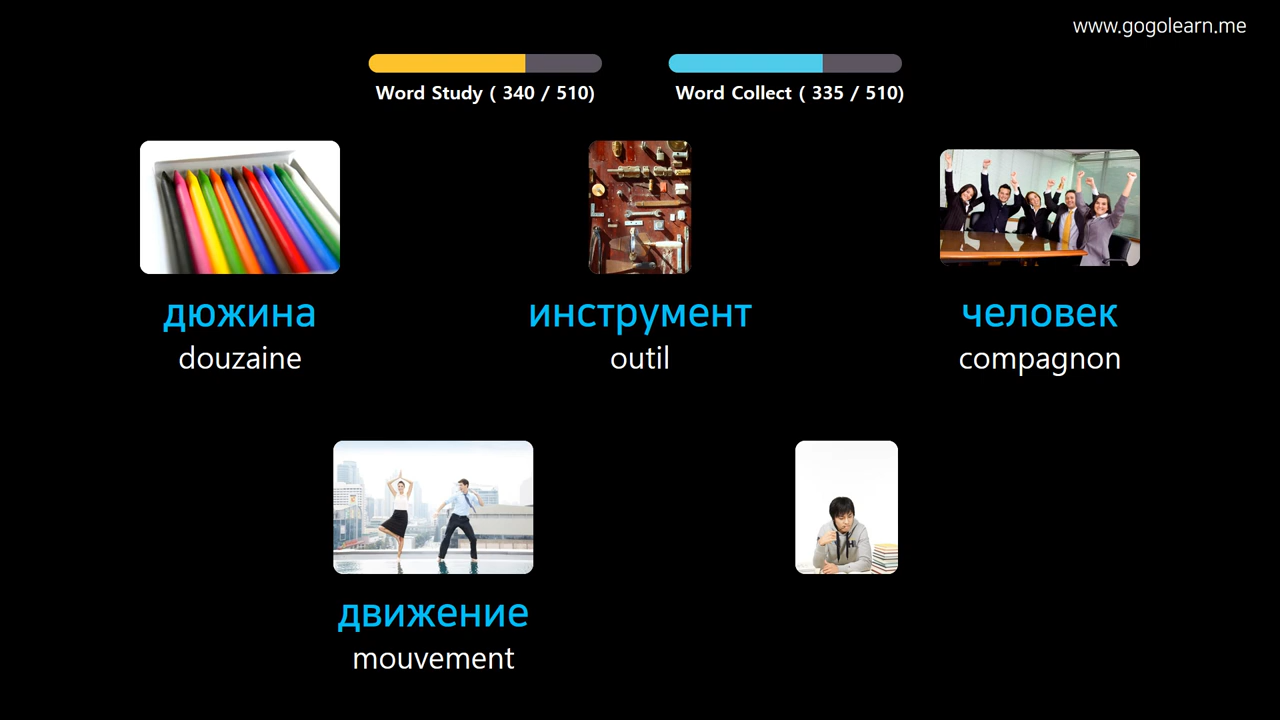 www.gogolearn.me
Word Study ( 340 / 510)
Word Collect ( 335 / 510)
дюжина
douzaine
инструмент
outil
человек
compagnon
движение
mouvement